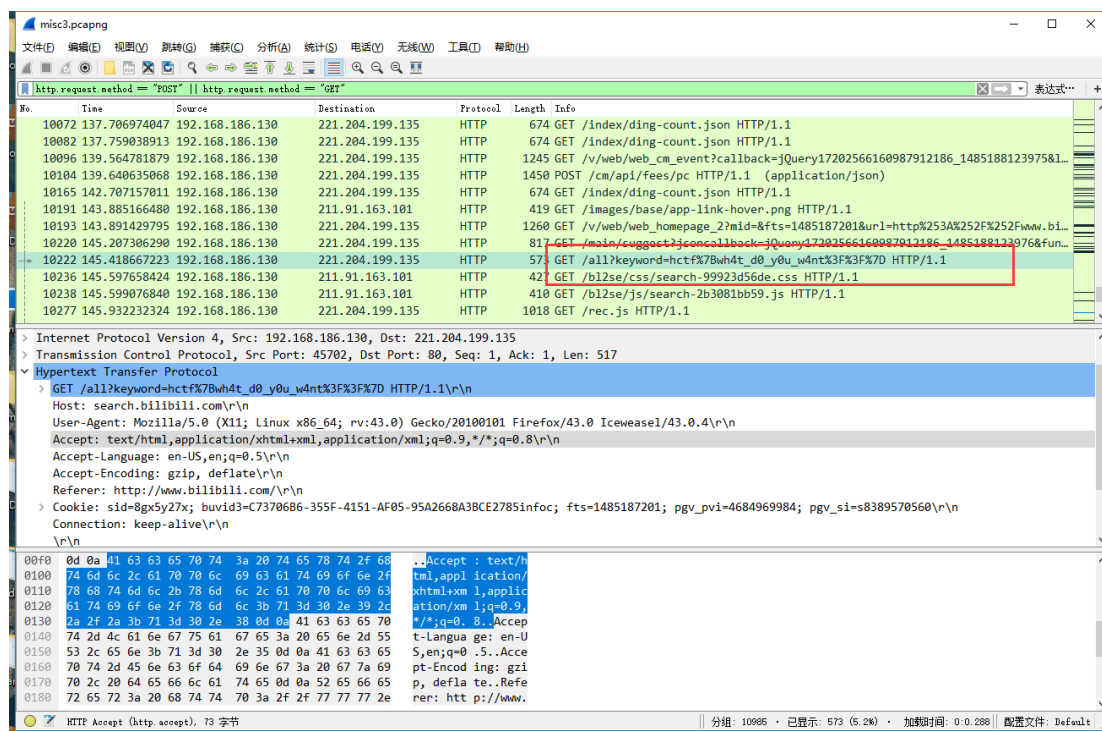 misc3.pcapng
文件(F) 编辑(E) 视图(V) 跳转(G) 捕获(C) 分析(A) 统计(S) 电话(Y) 无线(W) 工具(T) 帮助(H)
http.request.method == "POST" || http.request.method == "GET" 表达式…
No. Time Source Destination Protocol Length Info
10072 137.706974047 192.168.186.130 221.204.199.135 HTTP 674 GET /index/ding-count.json HTTP/1.1
10082 137.759038913 192.168.186.130 221.204.199.135 HTTP 674 GET /index/ding-count.json HTTP/1.1
10096 139.564781879 192.168.186.130 221.204.199.135 HTTP 1245 GET /v/web/web_cm_event?callback=jQuery17202566160987912186_1485188123975&l…
10104 139.640635068 192.168.186.130 221.204.199.135 HTTP 1450 POST /cm/api/fees/pc HTTP/1.1 (application/json)
10165 142.707157011 192.168.186.130 221.204.199.135 HTTP 674 GET /index/ding-count.json HTTP/1.1
10191 143.885166480 192.168.186.130 211.91.163.101 HTTP 419 GET /images/base/app-link-hover.png HTTP/1.1
10193 143.891429795 192.168.186.130 221.204.199.135 HTTP 1260 GET /v/web/web_homepage_2?mid=&fts=1485187201&url=http%253A%252F%252Fwww.bi…
10220 145.207306290 192.168.186.130 221.204.199.135 HTTP 817 GET /main/suggest?jsoncallback=jQuery17202566160987912186_1485188123976&fun…
10222 145.418667223 192.168.186.130 221.204.199.135 HTTP 573 GET /all?keyword=hctf%7Bwh4t_d0_y0u_w4nt%3F%3F%7D HTTP/1.1
10236 145.597658424 192.168.186.130 211.91.163.101 HTTP 427 GET /bl2se/css/search-99923d56de.css HTTP/1.1
10238 145.599076840 192.168.186.130 211.91.163.101 HTTP 410 GET /bl2se/js/search-2b3081bb59.js HTTP/1.1
10277 145.932232324 192.168.186.130 221.204.199.135 HTTP 1018 GET /rec.js HTTP/1.1
Internet Protocol Version 4, Src: 192.168.186.130, Dst: 221.204.199.135
Transmission Control Protocol, Src Port: 45702, Dst Port: 80, Seq: 1, Ack: 1, Len: 517
Hypertext Transfer Protocol
GET /all?keyword=hctf%7Bwh4t_d0_y0u_w4nt%3F%3F%7D HTTP/1.1\r\n
Host: search.bilibili.com\r\n
User-Agent: Mozilla/5.0 (X11; Linux x86_64; rv:43.0) Gecko/20100101 Firefox/43.0 Iceweasel/43.0.4\r\n
Accept: text/html,application/xhtml+xml,application/xml;q=0.9,*/*;q=0.8\r\n
Accept-Language: en-US,en;q=0.5\r\n
Accept-Encoding: gzip, deflate\r\n
Referer: http://www.bilibili.com/\r\n
Cookie: sid=8gx5y27x; buvid3=C73706B6-355F-4151-AF05-95A2668A3BCE2785infoc; fts=1485187201; pgv_pvi=4684969984; pgv_si=s8389570560\r\n
Connection: keep-alive\r\n
\r\n
00f0 0d 0a 41 63 63 65 70 74 3a 20 74 65 78 74 2f 68 ..Accept : text/h
0100 74 6d 6c 2c 61 70 70 6c 69 63 61 74 69 6f 6e 2f tml,appl ication/
0110 78 68 74 6d 6c 2b 78 6d 6c 2c 61 70 70 6c 69 63 xhtml+xm l,applic
0120 61 74 69 6f 6e 2f 78 6d 6c 3b 71 3d 30 2e 39 2c ation/xm l;q=0.9,
0130 2a 2f 2a 3b 71 3d 30 2e 38 0d 0a 41 63 63 65 70 */*;q=0. 8..Accep
0140 74 2d 4c 61 6e 67 75 61 67 65 3a 20 65 6e 2d 55 t-Langua ge: en-U
0150 53 2c 65 6e 3b 71 3d 30 2e 35 0d 0a 41 63 63 65 S,en;q=0 .5..Acce
0160 70 74 2d 45 6e 63 6f 64 69 6e 67 3a 20 67 7a 69 pt-Encod ing: gzi
0170 70 2c 20 64 65 66 6c 61 74 65 0d 0a 52 65 66 65 p, defla te..Refe
0180 72 65 72 3a 20 68 74 74 70 3a 2f 2f 77 77 77 2e rer: htt p://www.
HTTP Accept (http.accept), 73 字节 分组: 10985 · 已显示: 573 (5.2%) · 加载时间: 0:0.288 配置文件: Default